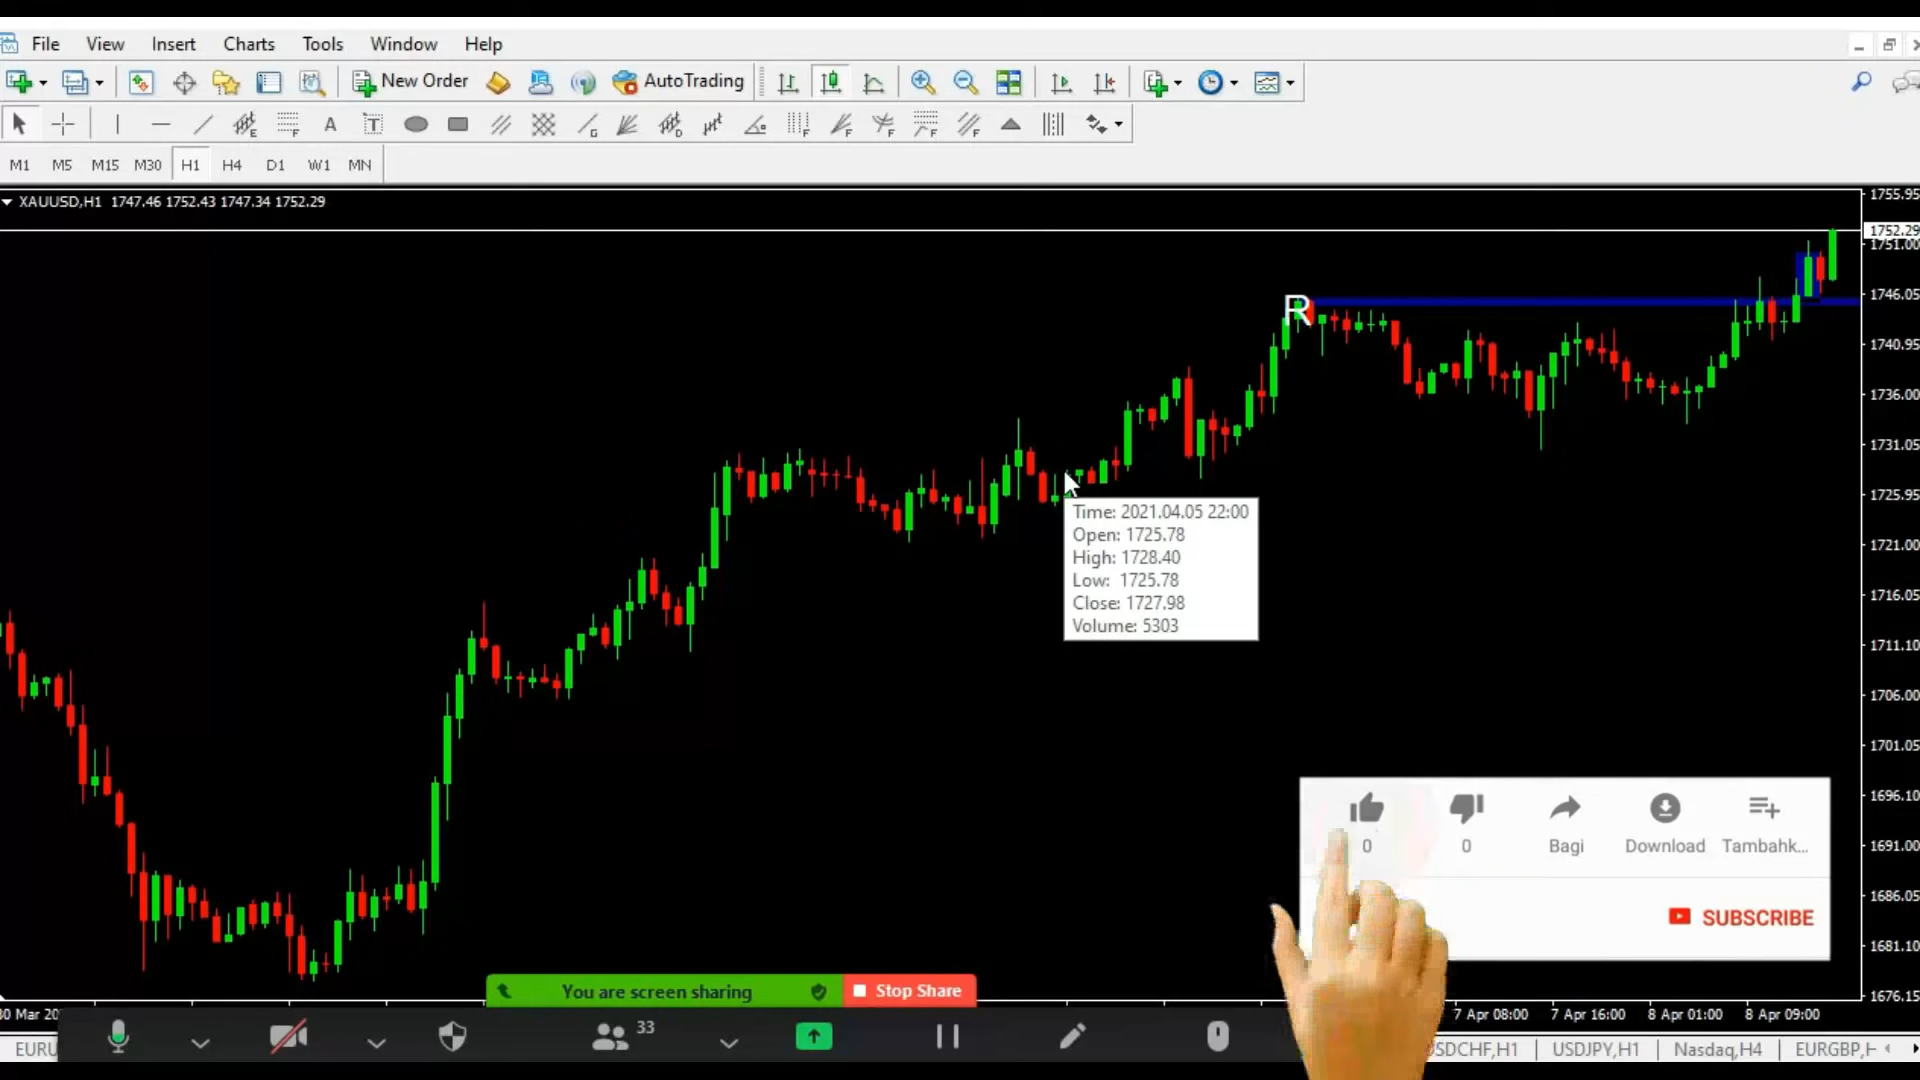 File View Insert Charts Tools Window Help
New Order AutoTrading
A T
M1 M5 M15 M30 H1 H4 D1 W1 MN
XAUUSD,H1 1747.46 1752.43 1747.34 1752.29
1755.95
1752.29
1751.00
R
1746.05
1740.95
1736.00
1731.05
1725.95
1721.00
1716.05
1711.10
1706.00
1701.05
1696.10
1691.00
1686.05
1681.10
1676.15
Time: 2021.04.05 22:00
Open: 1725.78
High: 1728.40
Low: 1725.78
Close: 1727.98
Volume: 5303
0 0 Bagi Download Tambahk...
SUBSCRIBE
You are screen sharing Stop Share
7 Apr 08:00 7 Apr 16:00 8 Apr 01:00 8 Apr 09:00
33
USDJPY,H1 Nasdaq,H4